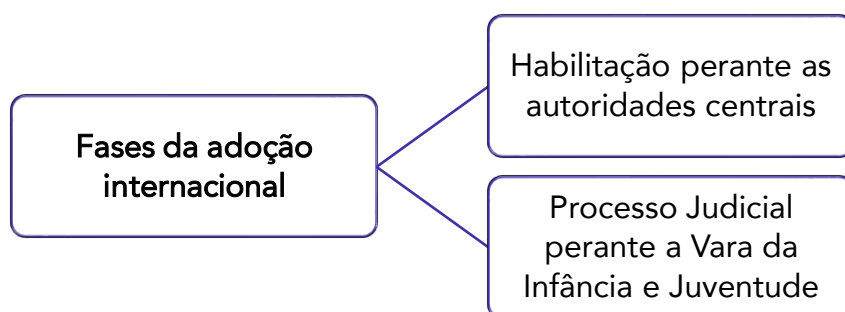 Fases da adoção
internacional
Habilitação perante as
autoridades centrais
Processo Judicial
perante a Vara da
Infância e Juventude